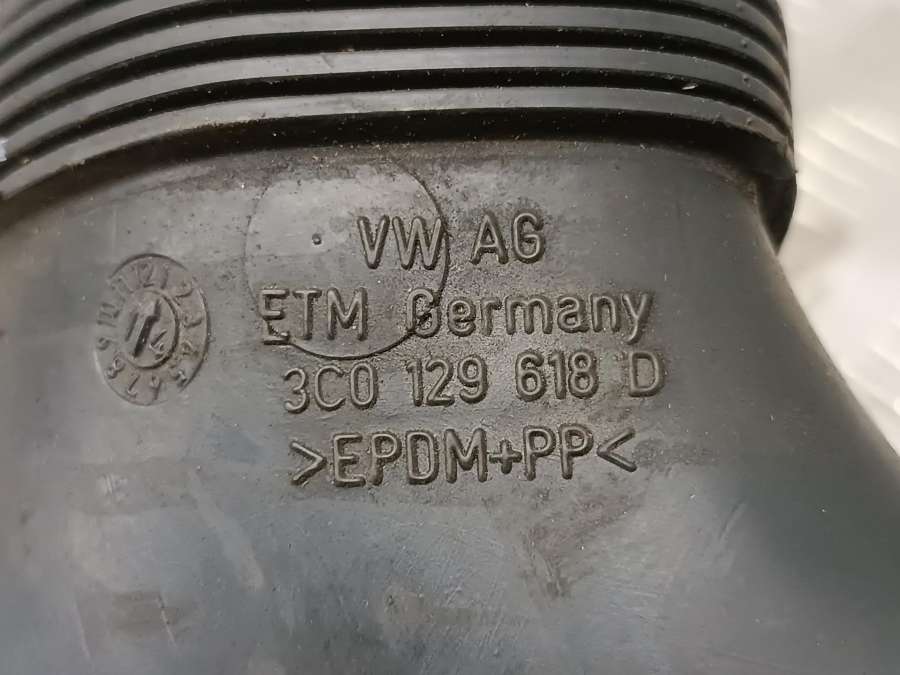 VW AG
ETM Germany
3C0 129 618 D
>EPDM+PP<